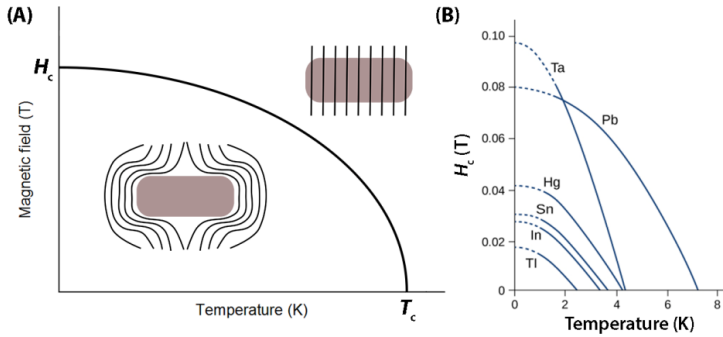 (A)
Hc
Magnetic field (T)
Temperature (K)
Tc
(B)
Hc (T)
0.10
0.08
0.06
0.04
0.02
0
Ta
Pb
Hg
Sn
In
Tl
0 2 4 6 8
Temperature (K)